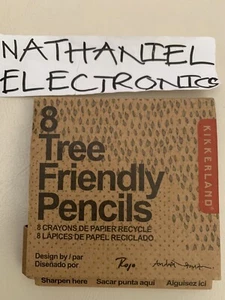 NATHANIEL
ELECTRONICS
8
Tree
Friendly
Pencils
8 CRAYONS DE PAPIER RECYCLÉ
8 LÁPICES DE PAPEL RECICLADO
KIKKERLAND
Design by / par
Diseñado por
Sharpen here
Sacar punta aquí
Aiguisez ici